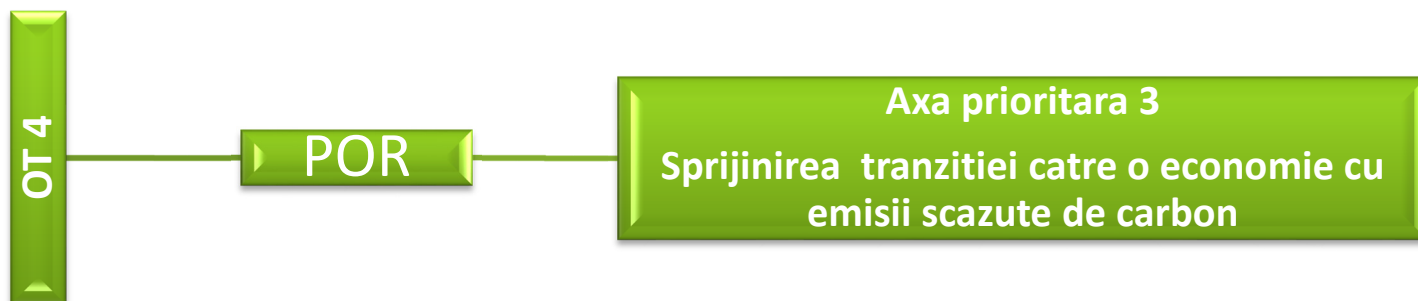 OT 4
POR
Axa prioritara 3
Sprijinirea tranzitiei catre o economie cu
emisii scazute de carbon